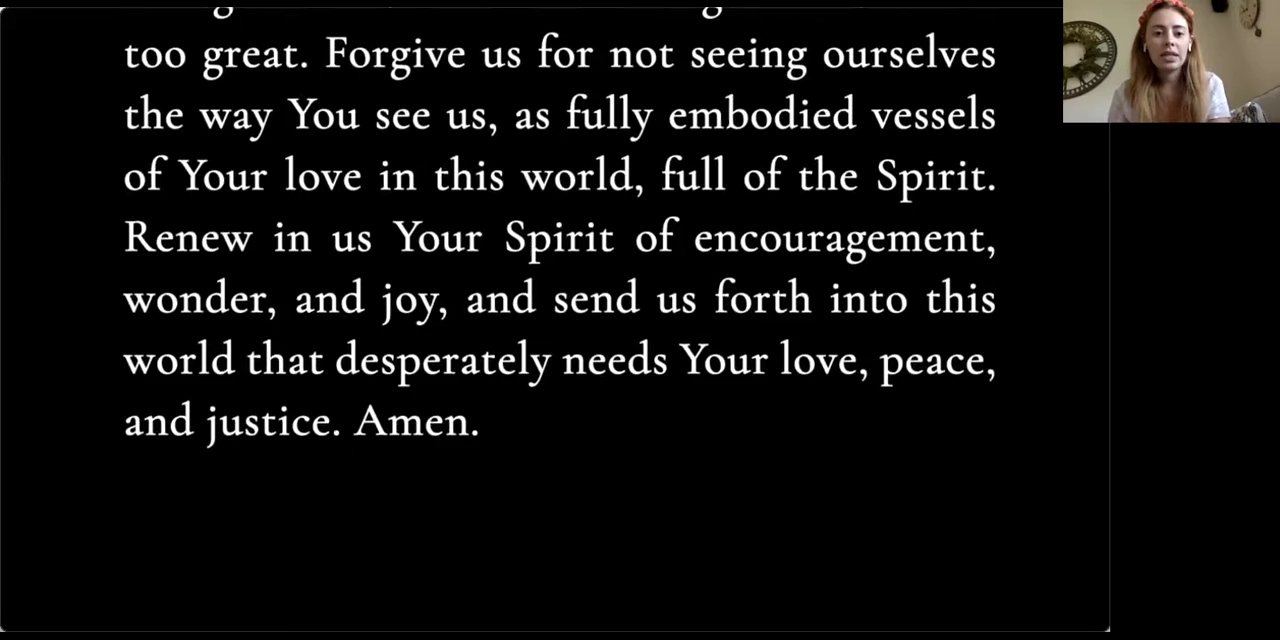 too great. Forgive us for not seeing ourselves
the way You see us, as fully embodied vessels
of Your love in this world, full of the Spirit.
Renew in us Your Spirit of encouragement,
wonder, and joy, and send us forth into this
world that desperately needs Your love, peace,
and justice. Amen.